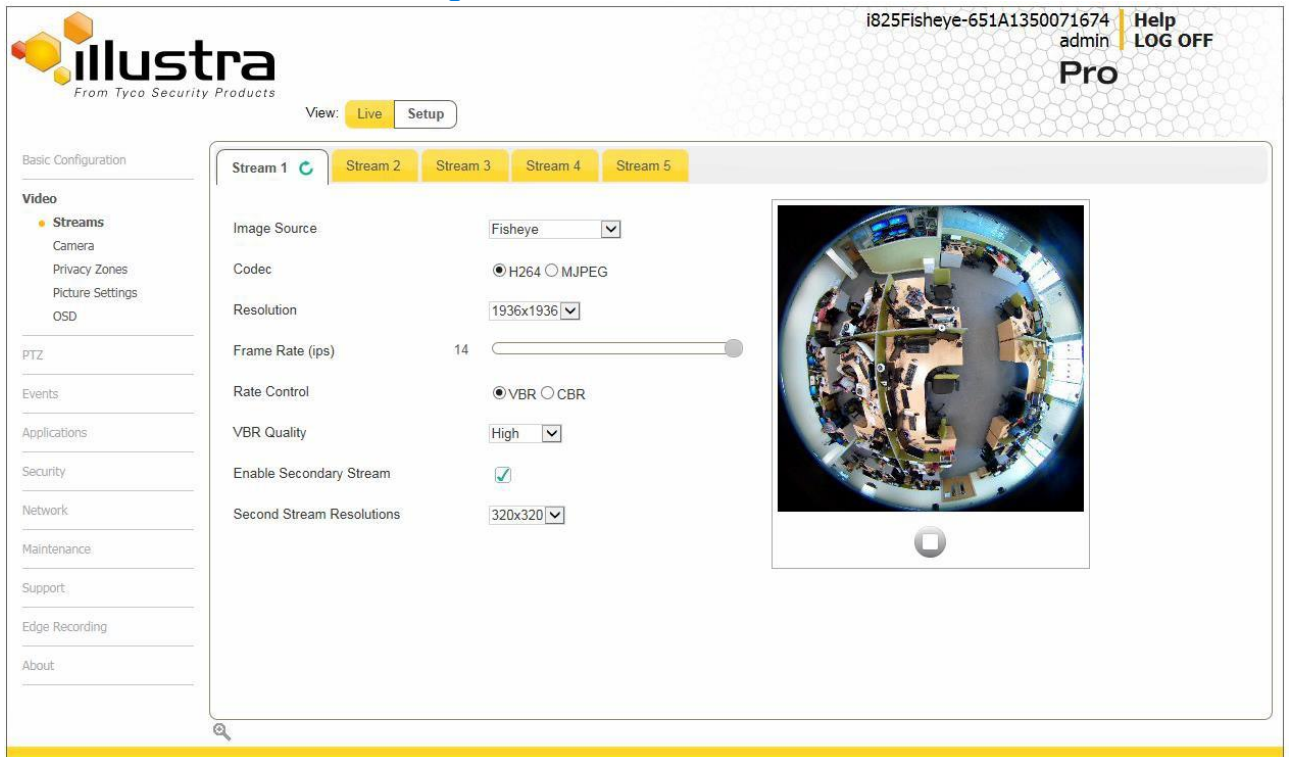 i825Fisheye-651A1350071674 Help
admin LOG OFF
illustra
From Tyco Security Products
Pro
View: Live Setup
Basic Configuration
Video
Streams
Camera
Privacy Zones
Picture Settings
OSD
PTZ
Events
Applications
Security
Network
Maintenance
Support
Edge Recording
About
Stream 1 Stream 2 Stream 3 Stream 4 Stream 5
Image Source Fisheye
Codec H264 MJPEG
Resolution 1936x1936
Frame Rate (ips) 14
Rate Control VBR CBR
VBR Quality High
Enable Secondary Stream
Second Stream Resolutions 320x320